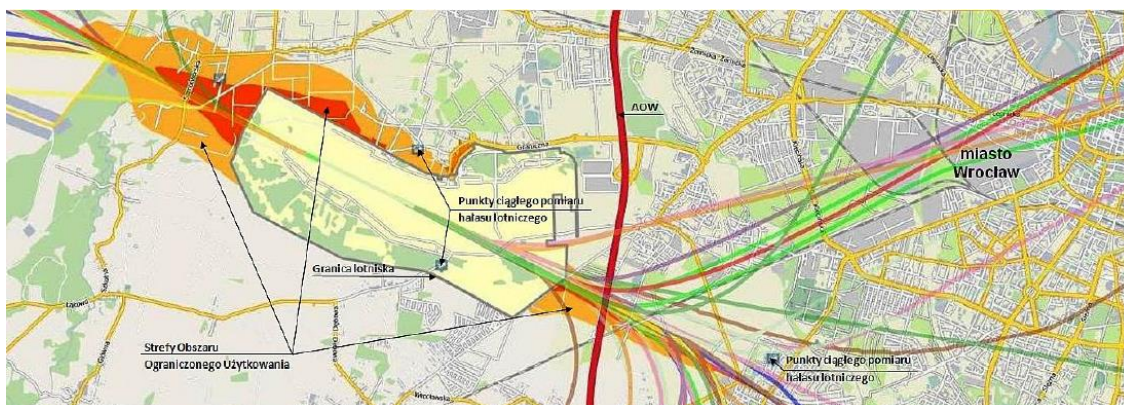 AOW
Graniczna
miasto
Wrocław
Punkty ciągłego pomiaru
hałasu lotniczego
Granica lotniska
Strefy Obszaru
Ograniczonego Użytkowania
Punkty ciągłego pomiaru
hałasu lotniczego